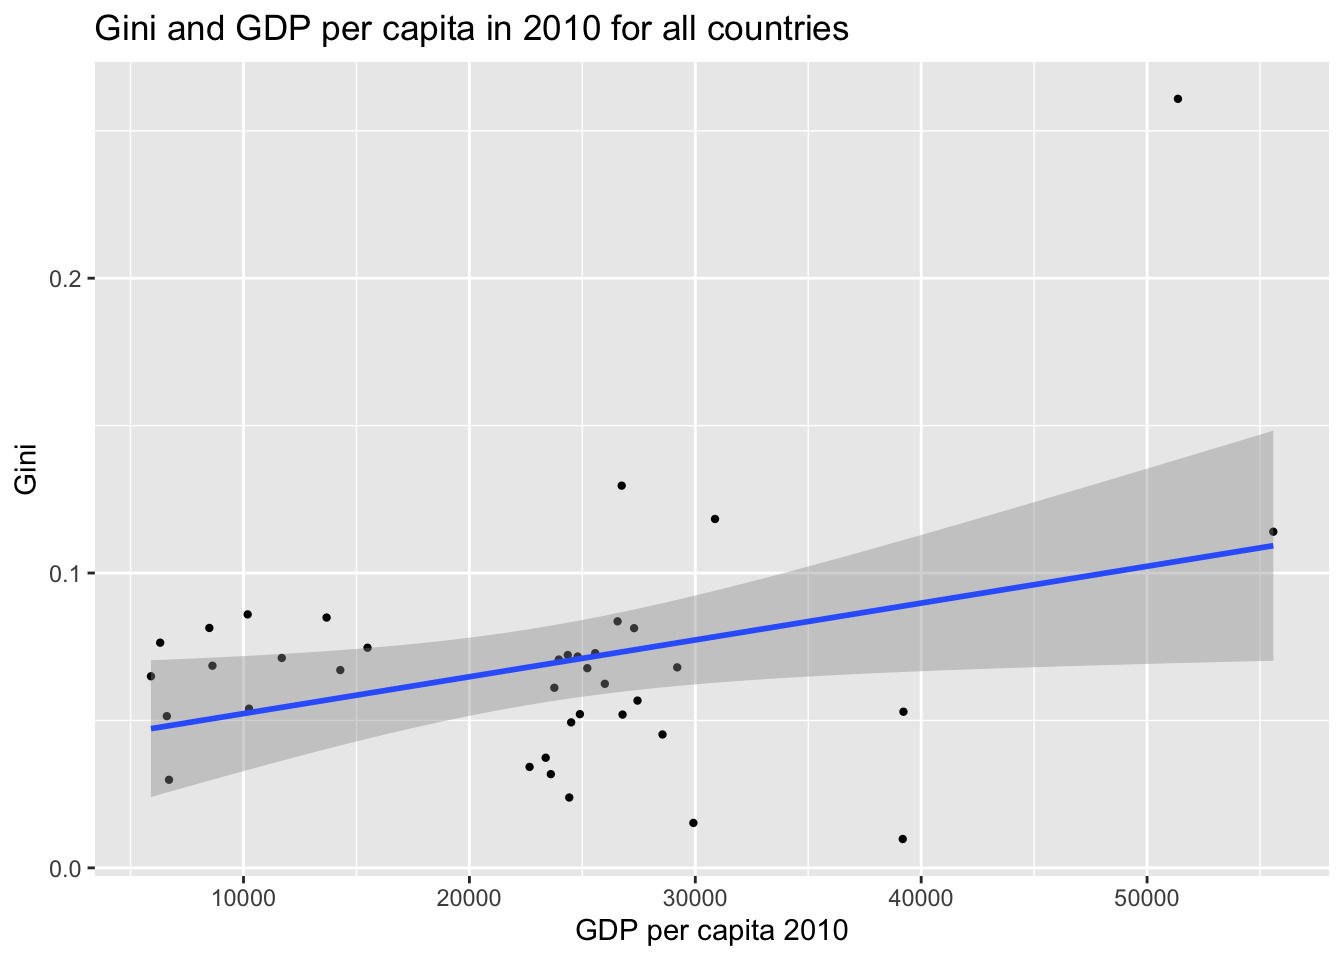 Gini and GDP per capita in 2010 for all countries
Gini
0.2
0.1
0.0
10000 20000 30000 40000 50000
GDP per capita 2010